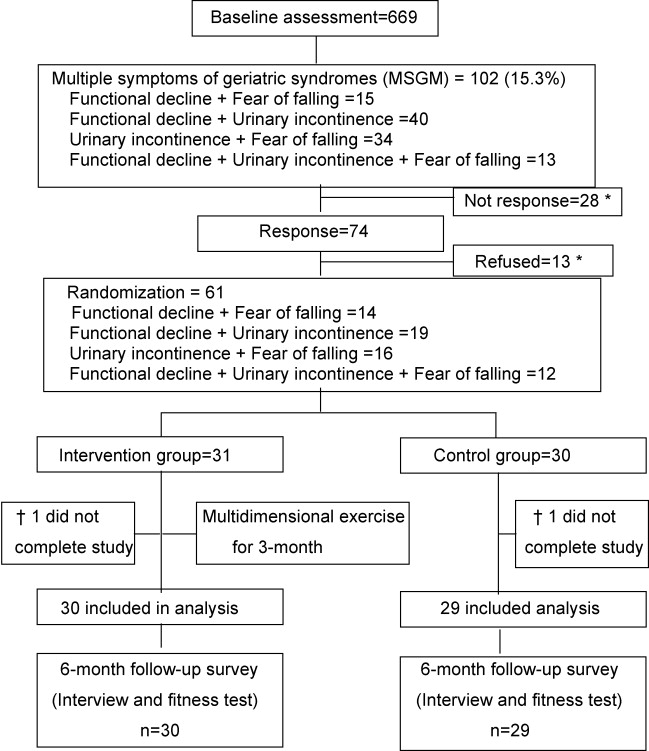 Baseline assessment=669
Multiple symptoms of geriatric syndromes (MSGM) = 102 (15.3%)
Functional decline + Fear of falling =15
Functional decline + Urinary incontinence =40
Urinary incontinence + Fear of falling =34
Functional decline + Urinary incontinence + Fear of falling =13
Not response=28 *
Response=74
Refused=13 *
Randomization = 61
Functional decline + Fear of falling =14
Functional decline + Urinary incontinence =19
Urinary incontinence + Fear of falling =16
Functional decline + Urinary incontinence + Fear of falling =12
Intervention group=31
Control group=30
† 1 did not
complete study
Multidimensional exercise
for 3-month
† 1 did not
complete study
30 included in analysis
29 included analysis
6-month follow-up survey
(Interview and fitness test)
n=30
6-month follow-up survey
(Interview and fitness test)
n=29